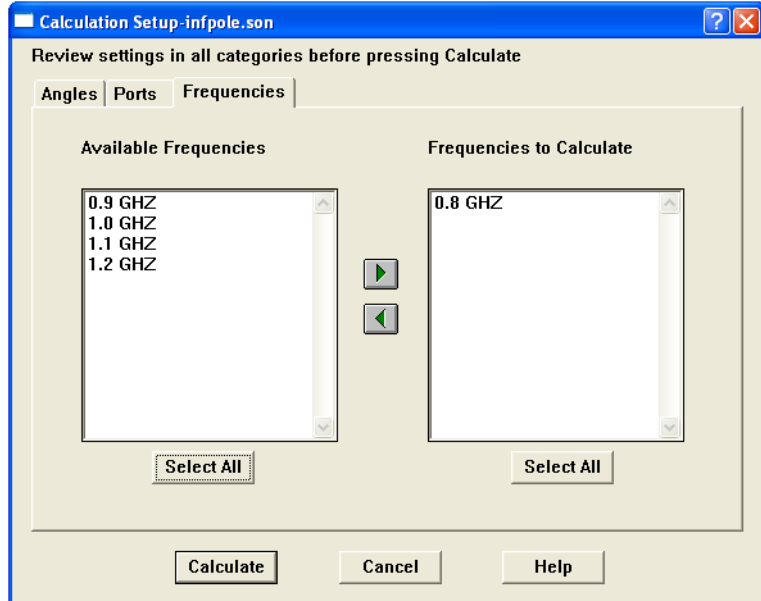 Calculation Setup-infpole.son
Review settings in all categories before pressing Calculate
Angles Ports Frequencies
Available Frequencies Frequencies to Calculate
0.9 GHZ 0.8 GHZ
1.0 GHZ
1.1 GHZ
1.2 GHZ
Select All Select All
Calculate Cancel Help